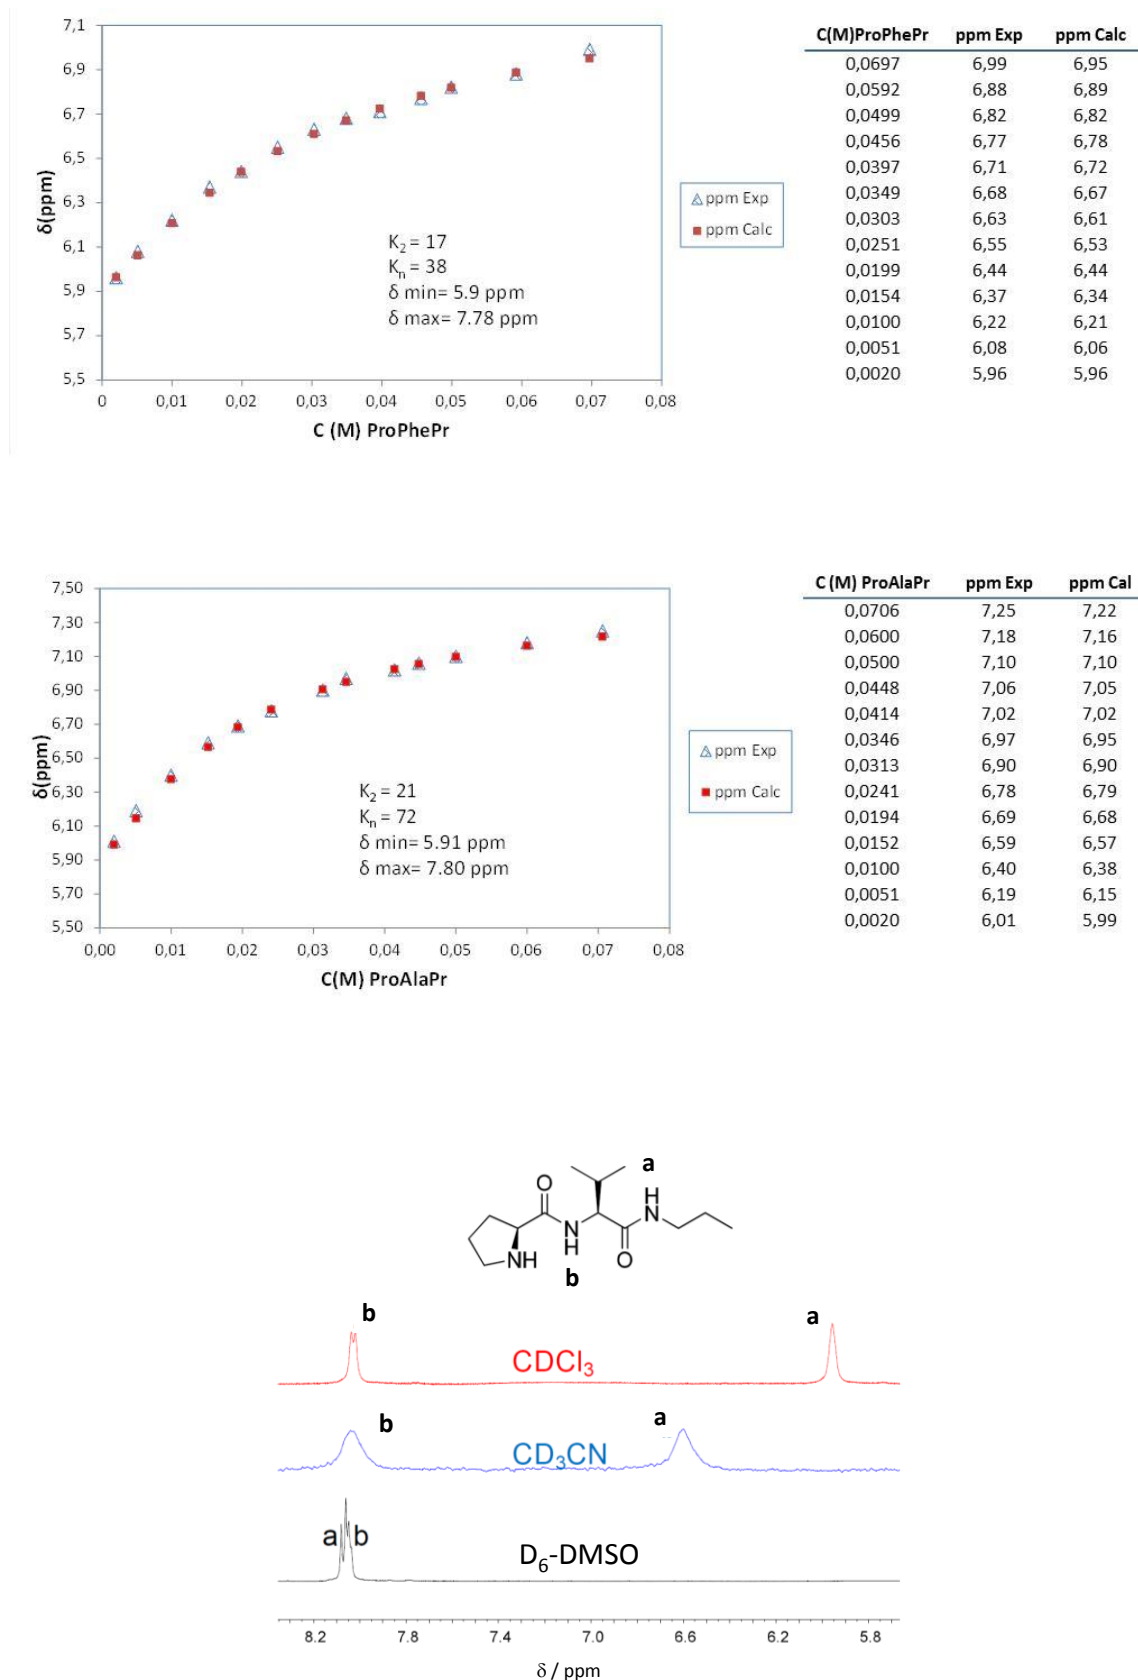 7,1
6,9
6,7
6,5
6,3
6,1
5,9
5,7
5,5
δ(ppm)
0 0,01 0,02 0,03 0,04 0,05 0,06 0,07 0,08
C (M) ProPhePr
K2 = 17
Kn = 38
δ min= 5.9 ppm
δ max= 7.78 ppm
ppm Exp
ppm Calc
C(M)ProPhePr ppm Exp ppm Calc
0,0697 6,99 6,95
0,0592 6,88 6,89
0,0499 6,82 6,82
0,0456 6,77 6,78
0,0397 6,71 6,72
0,0349 6,68 6,67
0,0303 6,63 6,61
0,0251 6,55 6,53
0,0199 6,44 6,44
0,0154 6,37 6,34
0,0100 6,22 6,21
0,0051 6,08 6,06
0,0020 5,96 5,96
7,50
7,30
7,10
6,90
6,70
6,50
6,30
6,10
5,90
5,70
5,50
δ(ppm)
0,00 0,01 0,02 0,03 0,04 0,05 0,06 0,07 0,08
C(M) ProAlaPr
K2 = 21
Kn = 72
δ min= 5.91 ppm
δ max= 7.80 ppm
ppm Exp
ppm Calc
C (M) ProAlaPr ppm Exp ppm Cal
0,0706 7,25 7,22
0,0600 7,18 7,16
0,0500 7,10 7,10
0,0448 7,06 7,05
0,0414 7,02 7,02
0,0346 6,97 6,95
0,0313 6,90 6,90
0,0241 6,78 6,79
0,0194 6,69 6,68
0,0152 6,59 6,57
0,0100 6,40 6,38
0,0051 6,19 6,15
0,0020 6,01 5,99
a
O H
N
N
H
NH O
b
b a
CDCl3
b a
CD3CN
a b
D6-DMSO
8.2 7.8 7.4 7.0 6.6 6.2 5.8
δ / ppm